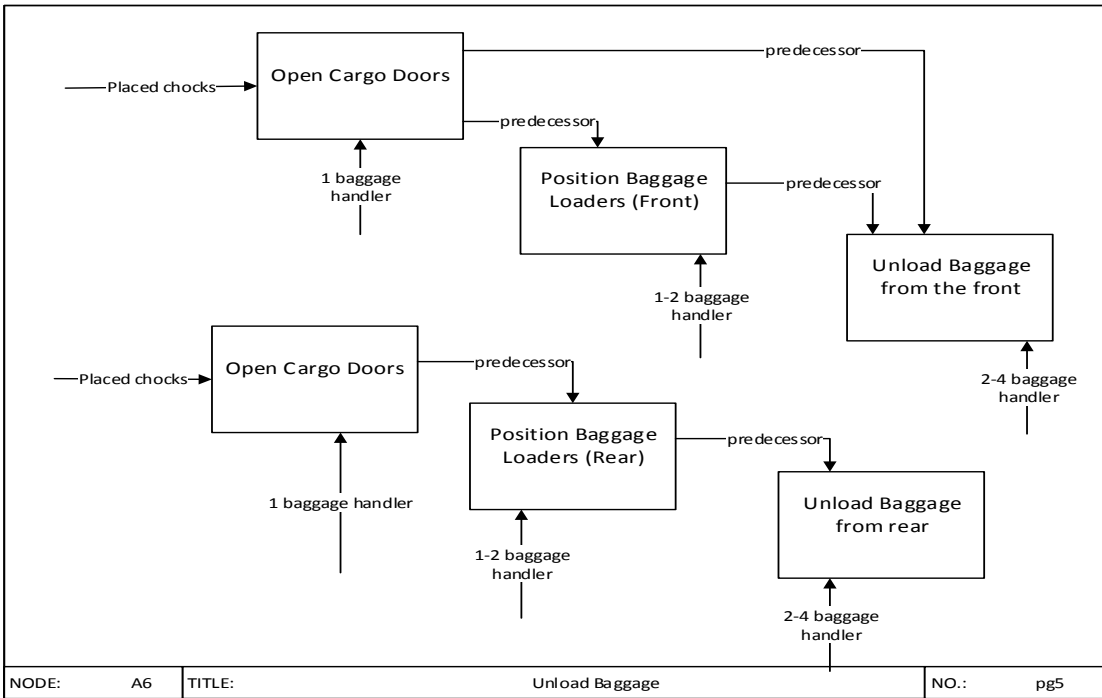 predecessor
Open Cargo Doors
Placed chocks
predecessor
1 baggage
handler
Position Baggage
Loaders (Front)
predecessor
Unload Baggage
from the front
1-2 baggage
handler
2-4 baggage
handler
Open Cargo Doors
Placed chocks
predecessor
1 baggage handler
Position Baggage
Loaders (Rear)
predecessor
Unload Baggage
from rear
1-2 baggage
handler
2-4 baggage
handler
NODE: A6 TITLE: Unload Baggage NO.: pg5